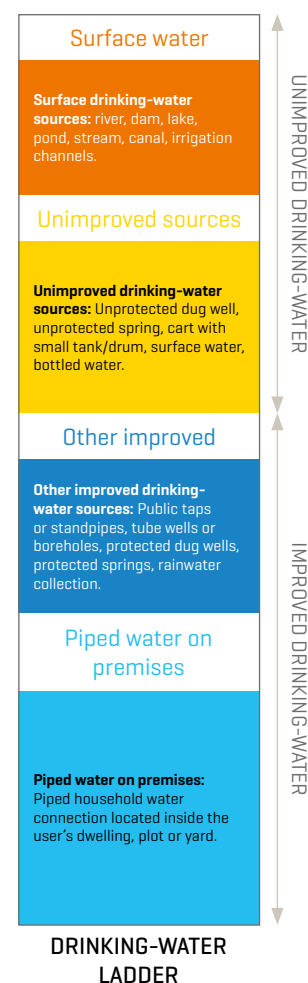 Surface water
Surface drinking-water
sources: river, dam, lake,
pond, stream, canal, irrigation
channels.
Unimproved sources
Unimproved drinking-water
sources: Unprotected dug well,
unprotected spring, cart with
small tank/drum, surface water,
bottled water.
UNIMPROVED DRINKING-WATER
Other improved
Other improved drinking-
water sources: Public taps
or standpipes, tube wells or
boreholes, protected dug wells,
protected springs, rainwater
collection.
Piped water on
premises
Piped water on premises:
Piped household water
connection located inside the
user's dwelling, plot or yard.
IMPROVED DRINKING-WATER
DRINKING-WATER
LADDER